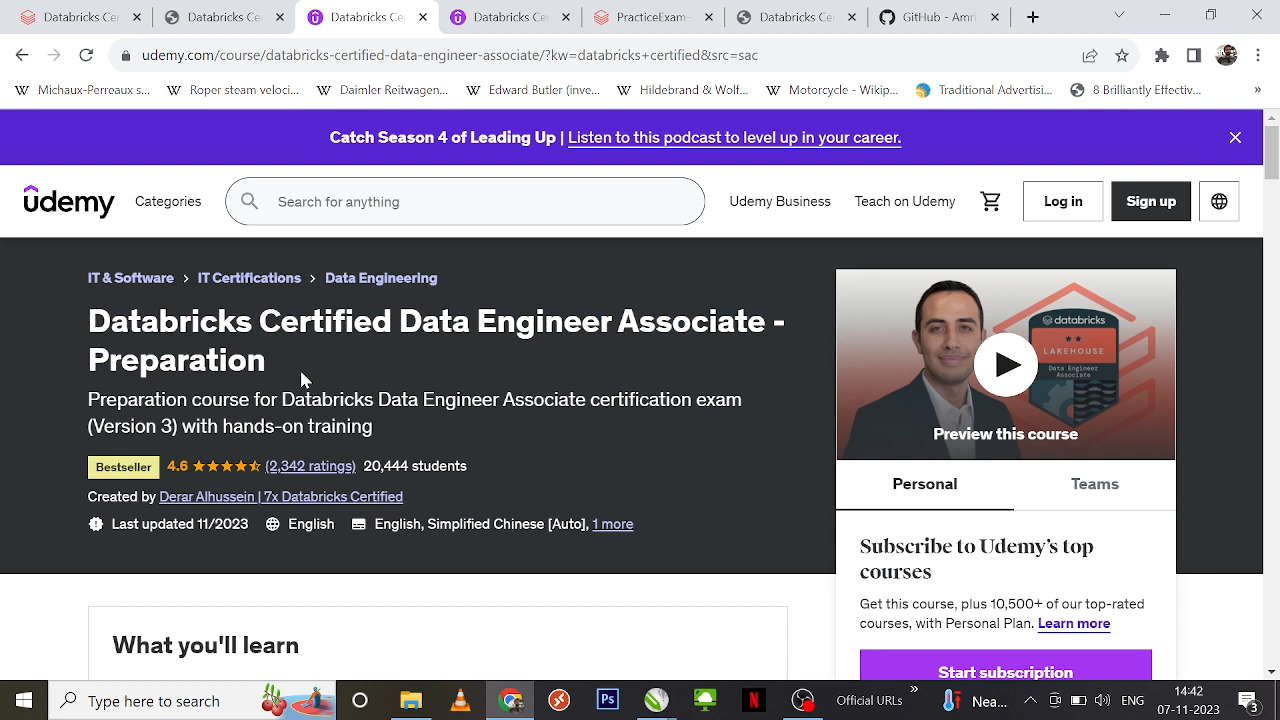 Databricks Ce
Databricks Ce
Databricks Ce
Databricks Ce
PracticeExam-
Databricks Ce
GitHub - Amri
udemy.com/course/databricks-certified-data-engineer-associate/?kw=databricks+certified&src=sac
Michaux-Perreaux s...
Roper steam veloci...
Daimler Reitwagen...
Edward Butler (inve...
Hildebrand & Wolf...
Motorcycle - Wikip...
Traditional Advertisi...
8 Brilliantly Effectiv...
»
Catch Season 4 of Leading Up | Listen to this podcast to level up in your career.
udemy
Categories
Search for anything
Udemy Business
Teach on Udemy
Log in
Sign up
IT & Software > IT Certifications > Data Engineering
Databricks Certified Data Engineer Associate -
Preparation
Preparation course for Databricks Data Engineer Associate certification exam
(Version 3) with hands-on training
Bestseller 4.6 (2,342 ratings) 20,444 students
Created by Derar Alhussein | 7x Databricks Certified
Last updated 11/2023 English English, Simplified Chinese [Auto], 1 more
What you'll learn
databricks
LAKEHOUSE
Data Engineer
Associate
Preview this course
Personal
Teams
Subscribe to Udemy's top
courses
Get this course, plus 10,500+ of our top-rated
courses, with Personal Plan. Learn more
Start subscription
Type here to search
Ps
N
Official URLs
»
Nea...
ENG
14:42
07-11-2023
3